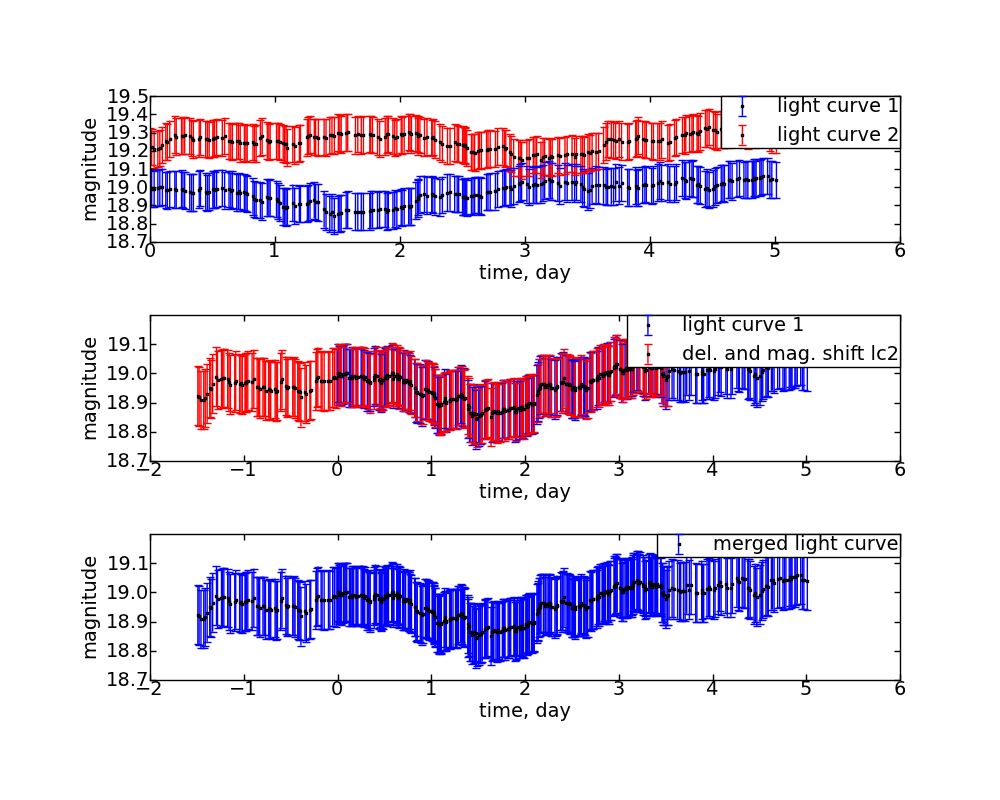 19.5
19.4
19.3
19.2
19.1
19.0
18.9
18.8
18.7
magnitude
light curve 1
light curve 2
0 1 2 3 4 5 6
time, day
19.1
19.0
18.9
18.8
18.7
magnitude
light curve 1
del. and mag. shift lc2
−2 −1 0 1 2 3 4 5 6
time, day
19.1
19.0
18.9
18.8
18.7
magnitude
merged light curve
−2 −1 0 1 2 3 4 5 6
time, day